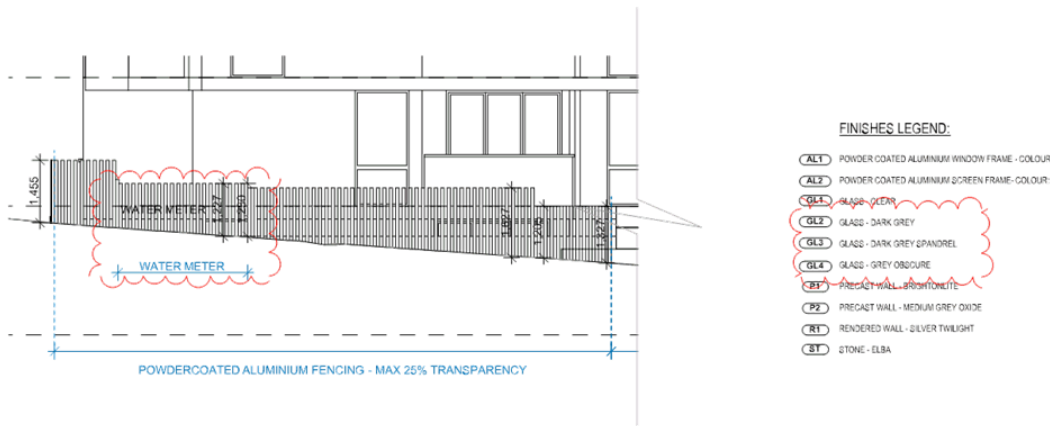 1,455
WATER METER
1,227
1,250
1,827
1,205
1,327
WATER METER
POWDERCOATED ALUMINIUM FENCING - MAX 25% TRANSPARENCY
FINISHES LEGEND:
AL1 POWDER COATED ALUMINIUM WINDOW FRAME - COLOUR
AL2 POWDER COATED ALUMINIUM SCREEN FRAME- COLOUR:
GL1 GLASS - CLEAR
GL2 GLASS - DARK GREY
GL3 GLASS - DARK GREY SPANDREL
GL4 GLASS - GREY OBSCURE
P1 PRECAST WALL - BRIGHTONLITE
P2 PRECAST WALL - MEDIUM GREY OXIDE
R1 RENDERED WALL - SILVER TWILIGHT
ST STONE - ELBA